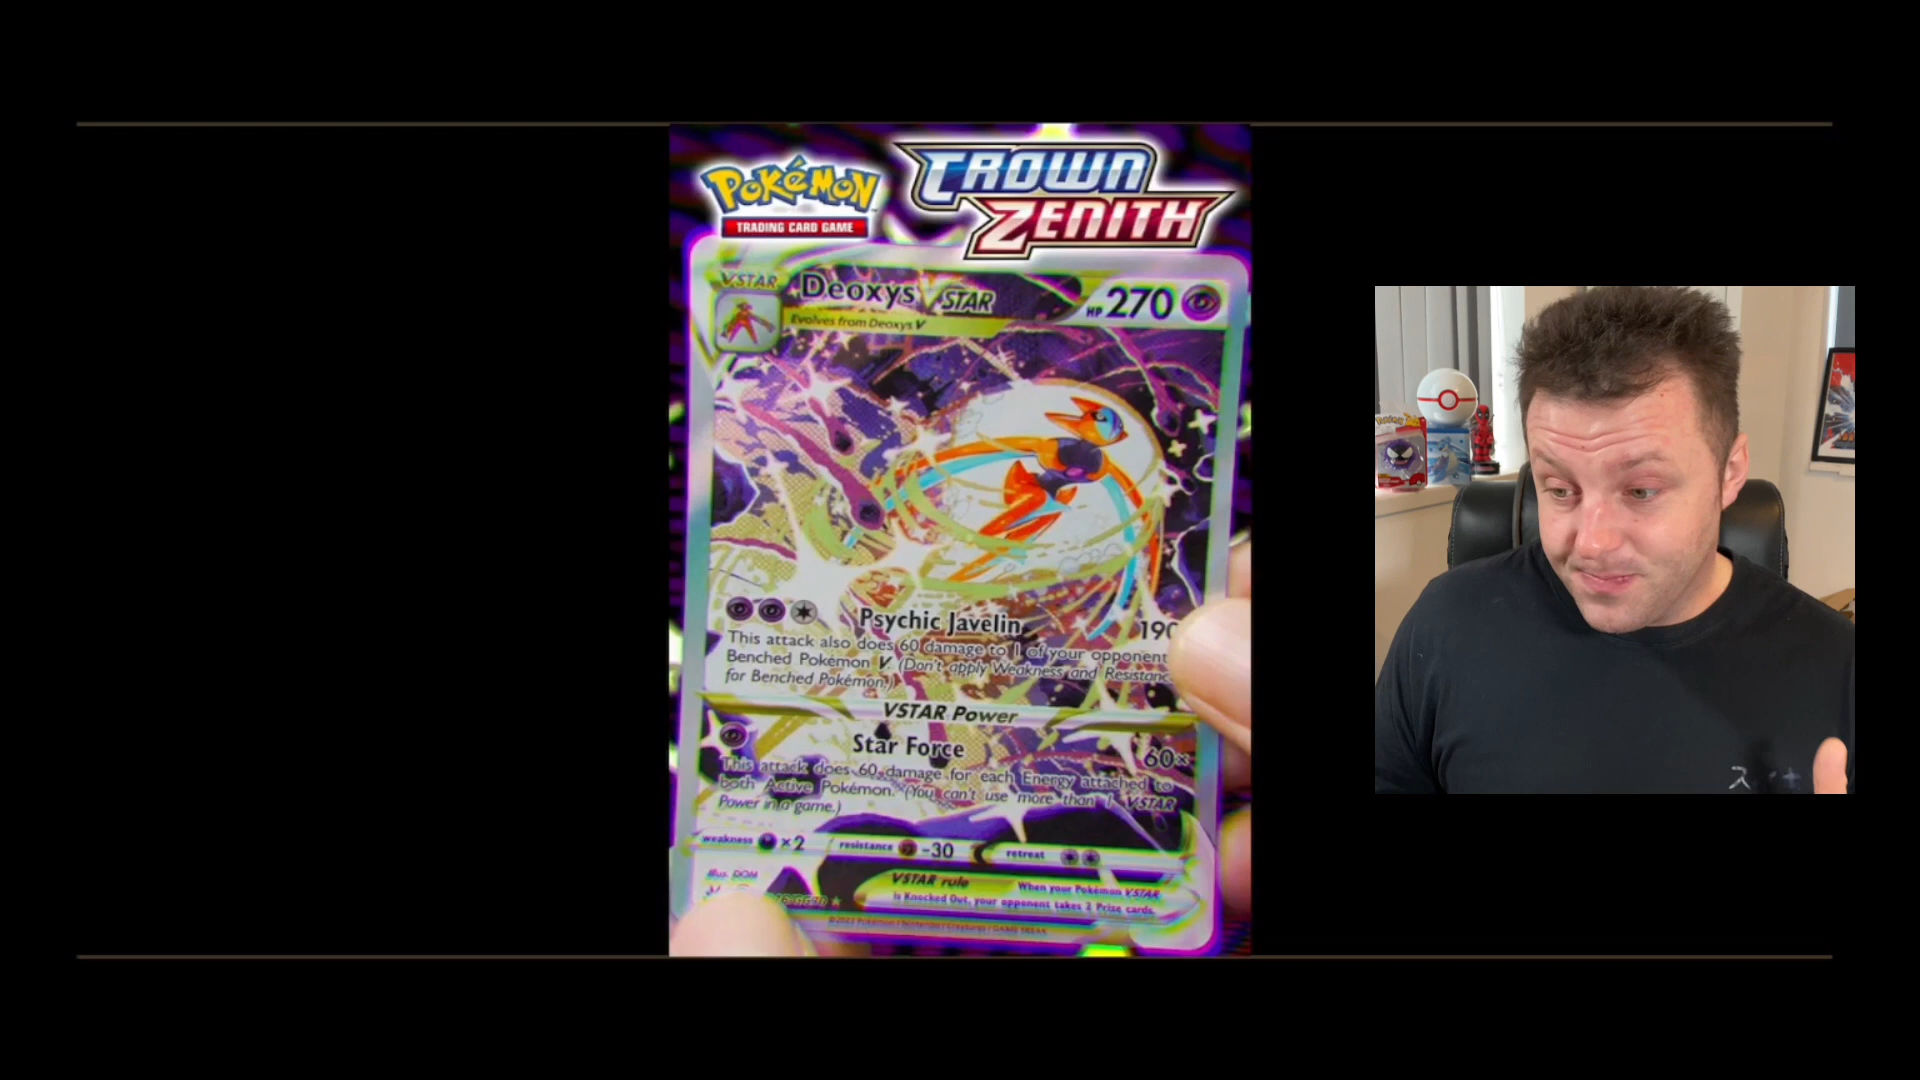 POKéMON
TRADING CARD GAME
CROWN
ZENITH
VSTAR
Deoxys VSTAR
HP 270
Evolves from Deoxys V
Psychic Javelin
This attack also does 60 damage to 1 of your opponent
Benched Pokémon V. (Don't apply Weakness and Resistanc
for Benched Pokémon.)
VSTAR Power
Star Force
60×
This attack does 60 damage for each Energy attached to
both Active Pokémon. (You can't use more than 1 VSTAR
Power in a game.)
weakness ×2 resistance -30 retreat
Illus. DOM
VSTAR rule When your Pokémon VSTAR
is Knocked Out, your opponent takes 2 Prize cards.